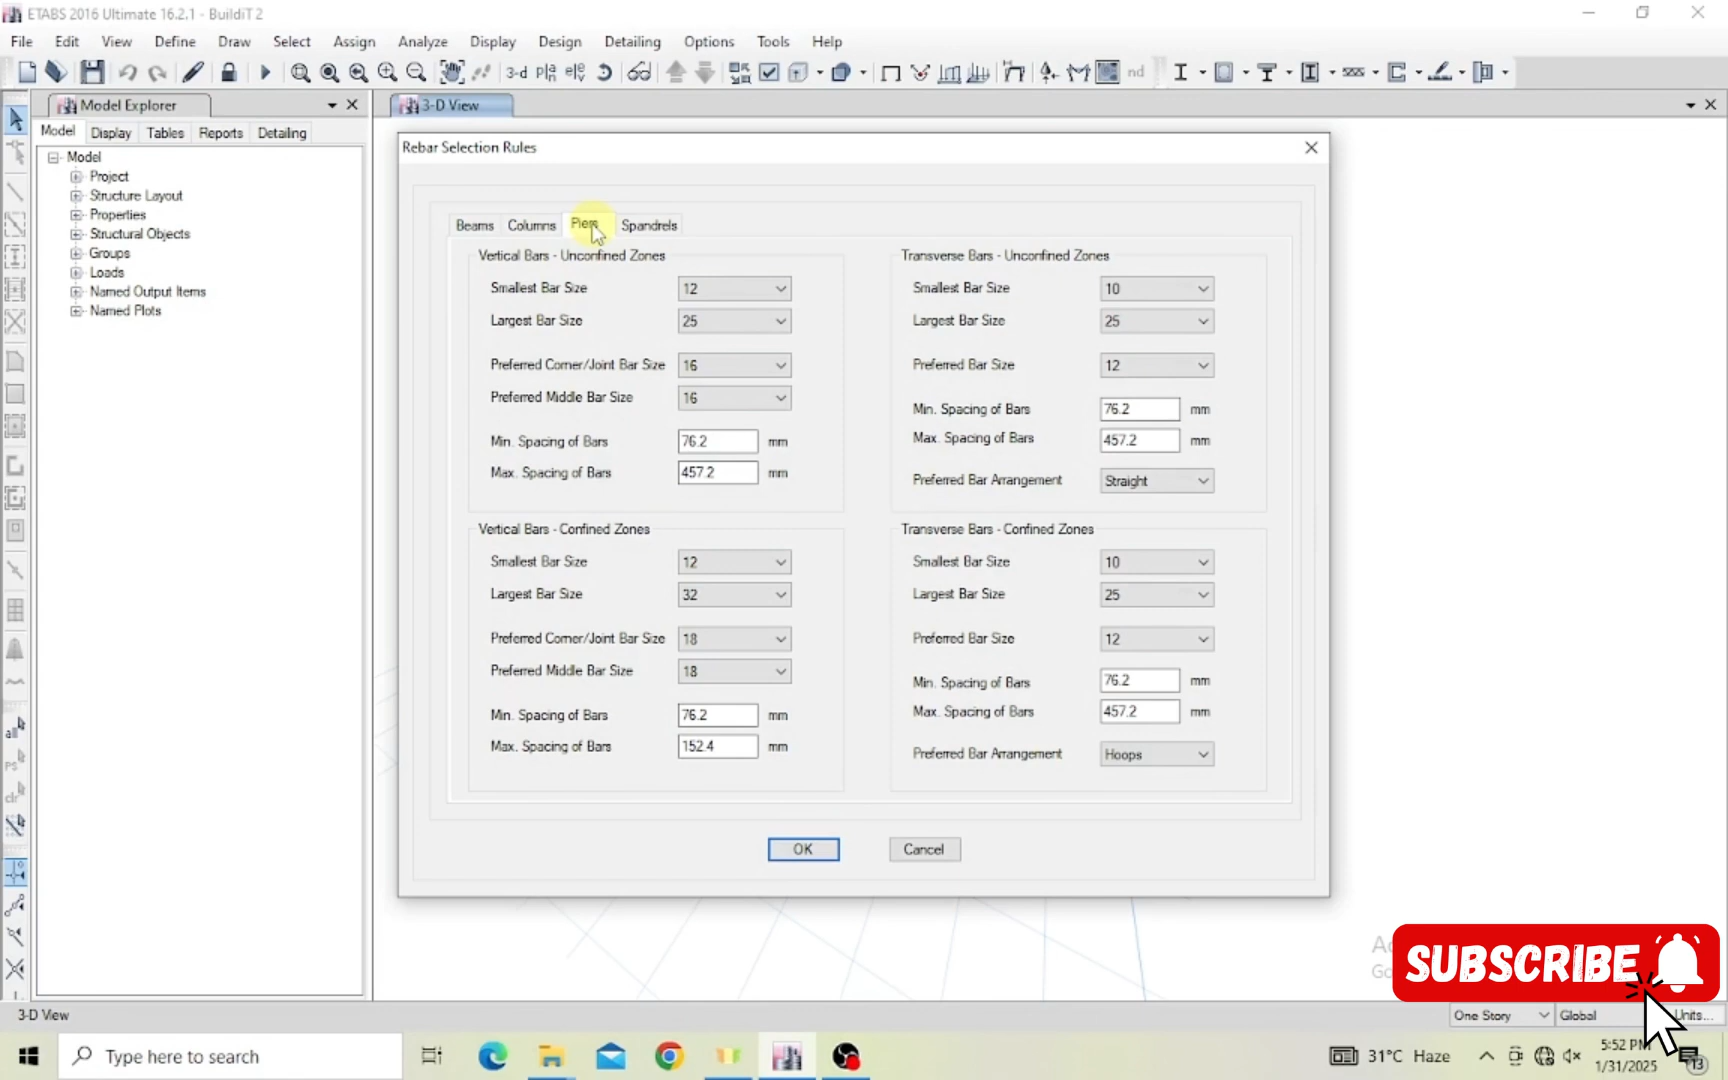 ETABS 2016 Ultimate 16.2.1 - BuildiT 2
File Edit View Define Draw Select Assign Analyze Display Design Detailing Options Tools Help
3-d
nd
Model Explorer
3-D View
Model Display Tables Reports Detailing
Model
Project
Structure Layout
Properties
Structural Objects
Groups
Loads
Named Output Items
Named Plots
Rebar Selection Rules
Beams Columns Piers Spandrels
Vertical Bars - Unconfined Zones
Smallest Bar Size 12
Largest Bar Size 25
Preferred Corner/Joint Bar Size 16
Preferred Middle Bar Size 16
Min. Spacing of Bars 76.2 mm
Max. Spacing of Bars 457.2 mm
Transverse Bars - Unconfined Zones
Smallest Bar Size 10
Largest Bar Size 25
Preferred Bar Size 12
Min. Spacing of Bars 76.2 mm
Max. Spacing of Bars 457.2 mm
Preferred Bar Arrangement Straight
Vertical Bars - Confined Zones
Smallest Bar Size 12
Largest Bar Size 32
Preferred Corner/Joint Bar Size 18
Preferred Middle Bar Size 18
Min. Spacing of Bars 76.2 mm
Max. Spacing of Bars 152.4 mm
Transverse Bars - Confined Zones
Smallest Bar Size 10
Largest Bar Size 25
Preferred Bar Size 12
Min. Spacing of Bars 76.2 mm
Max. Spacing of Bars 457.2 mm
Preferred Bar Arrangement Hoops
OK Cancel
all
PS
clr
SUBSCRIBE
3-D View
One Story Global Units...
Type here to search
31°C Haze
5:52 PM
1/31/2025
13